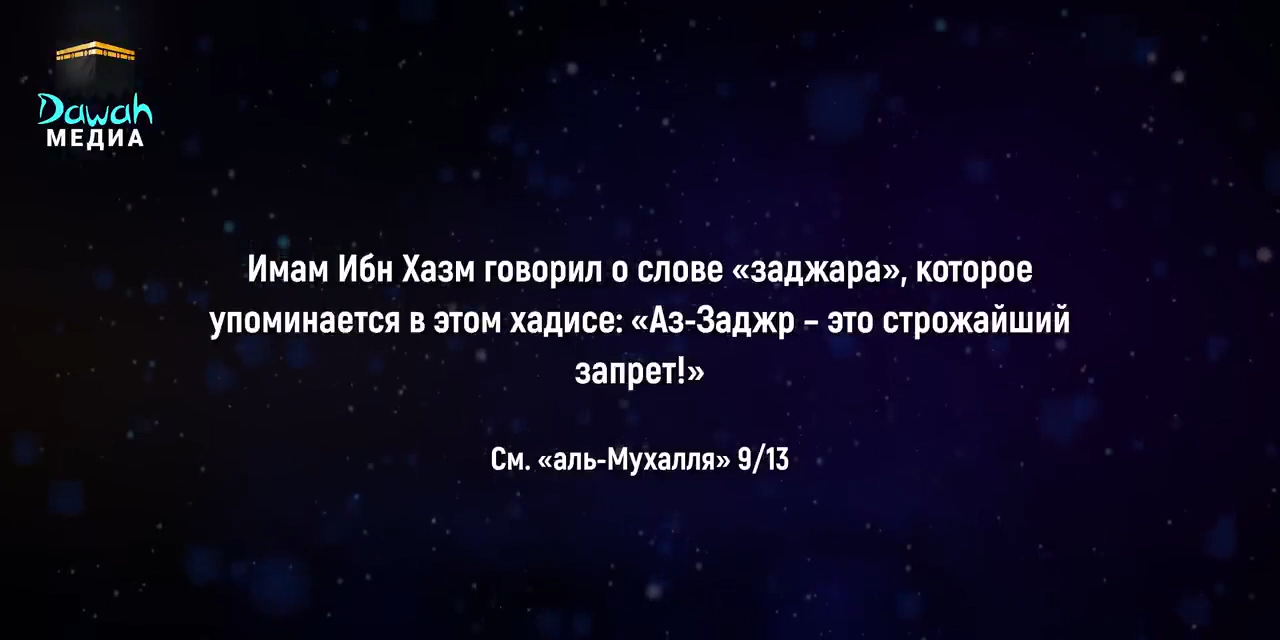 Dawah
МЕДИА
Имам Ибн Хазм говорил о слове «заджара», которое
упоминается в этом хадисе: «Аз-Заджр – это строжайший
запрет!»
См. «аль-Мухалля» 9/13